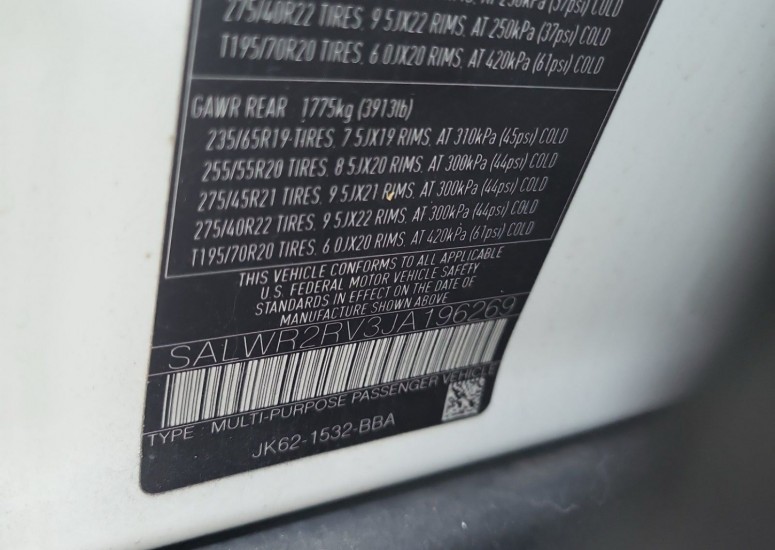 250kPa (37psi) COLD
275/40R22 TIRES, 9 5JX22 RIMS, AT 250kPa (37psi) COLD
T195/70R20 TIRES, 6 0JX20 RIMS, AT 420kPa (61psi) COLD
GAWR REAR 1775kg (3913lb)
235/65R19 TIRES, 7 5JX19 RIMS, AT 310kPa (45psi) COLD
255/55R20 TIRES, 8 5JX20 RIMS, AT 300kPa (44psi) COLD
275/45R21 TIRES, 9 5JX21 RIMS, AT 300kPa (44psi) COLD
275/40R22 TIRES, 9 5JX22 RIMS, AT 300kPa (44psi) COLD
T195/70R20 TIRES, 6 0JX20 RIMS, AT 420kPa (61psi) COLD
THIS VEHICLE CONFORMS TO ALL APPLICABLE
U.S. FEDERAL MOTOR VEHICLE SAFETY
STANDARDS IN EFFECT ON THE DATE OF
MANUFACTURE SHOWN ABOVE
SALWR2RV3JA196269
TYPE MULTI-PURPOSE PASSENGER VEHICLE
JK62-1532-BBA